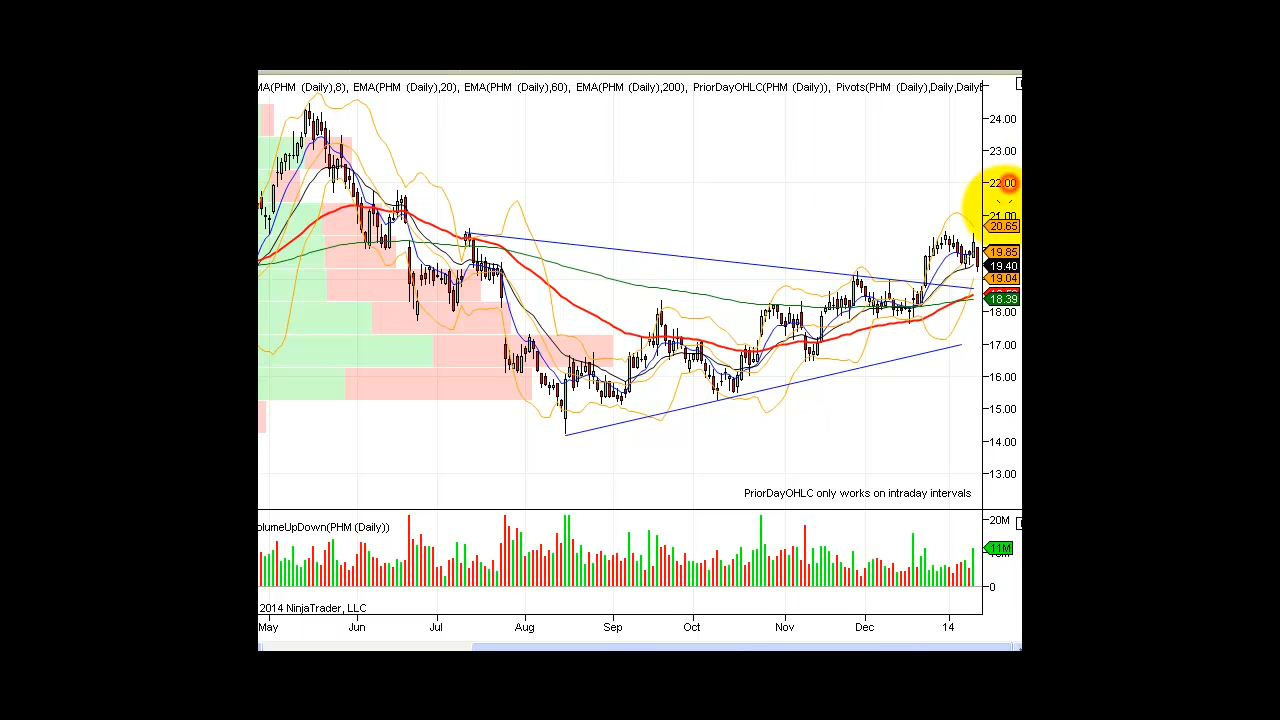 MA(PHM (Daily),8), EMA(PHM (Daily),20), EMA(PHM (Daily),60), EMA(PHM (Daily),200), PriorDayOHLC(PHM (Daily)), Pivots(PHM (Daily),Daily,Daily
24.00
23.00
22.00
21.00
20.65
19.85
19.40
19.04
18.39
18.00
17.00
16.00
15.00
14.00
13.00
PriorDayOHLC only works on intraday intervals
olumeUpDown(PHM (Daily))
20M
11M
0
2014 NinjaTrader, LLC
May Jun Jul Aug Sep Oct Nov Dec 14